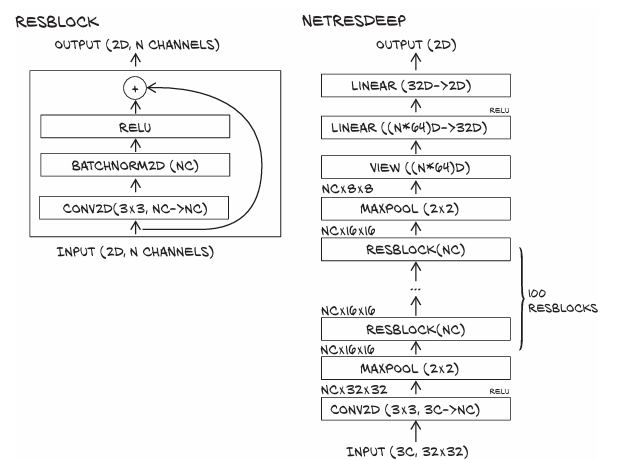 RESBLOCK
OUTPUT (2D, N CHANNELS)
+
RELU
BATCHNORM2D (NC)
CONV2D(3X3, NC->NC)
INPUT (2D, N CHANNELS)
NETRESDEEP
OUTPUT (2D)
LINEAR (32D->2D)
RELU
LINEAR ((N*64)D->32D)
VIEW ((N*64)D)
NCX8X8
MAXPOOL (2X2)
NCX16X16
RESBLOCK(NC)
...
100
RESBLOCKS
NCX16X16
RESBLOCK(NC)
NCX16X16
MAXPOOL (2X2)
NCX32X32
RELU
CONV2D (3X3, 3C->NC)
INPUT (3C, 32X32)